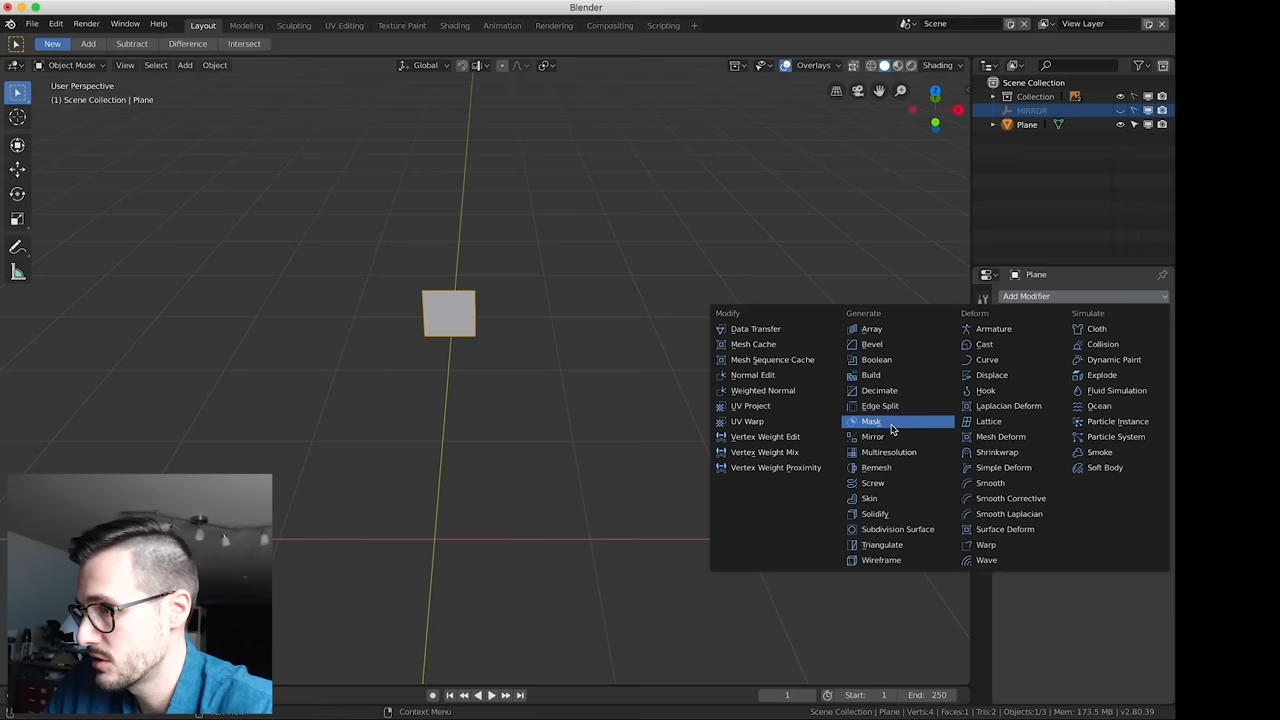 Blender
File Edit Render Window Help
Layout Modeling Sculpting UV Editing Texture Paint Shading Animation Rendering Compositing Scripting +
Scene
View Layer
New Add Subtract Difference Intersect
Object Mode View Select Add Object
Global
Overlays
Shading
User Perspective
(1) Scene Collection | Plane
Scene Collection
Collection
MIRROR
Plane
Plane
Add Modifier
Modify
Data Transfer
Mesh Cache
Mesh Sequence Cache
Normal Edit
Weighted Normal
UV Project
UV Warp
Vertex Weight Edit
Vertex Weight Mix
Vertex Weight Proximity
Generate
Array
Bevel
Boolean
Build
Decimate
Edge Split
Mask
Mirror
Multiresolution
Remesh
Screw
Skin
Solidify
Subdivision Surface
Triangulate
Wireframe
Deform
Armature
Cast
Curve
Displace
Hook
Laplacian Deform
Lattice
Mesh Deform
Shrinkwrap
Simple Deform
Smooth
Smooth Corrective
Smooth Laplacian
Surface Deform
Warp
Wave
Simulate
Cloth
Collision
Dynamic Paint
Explode
Fluid Simulation
Ocean
Particle Instance
Particle System
Smoke
Soft Body
1 Start: 1 End: 250
Context Menu
Scene Collection | Plane | Verts:4 | Faces:1 | Tris:2 | Objects:1/3 | Mem: 173.5 MB | v2.80.39